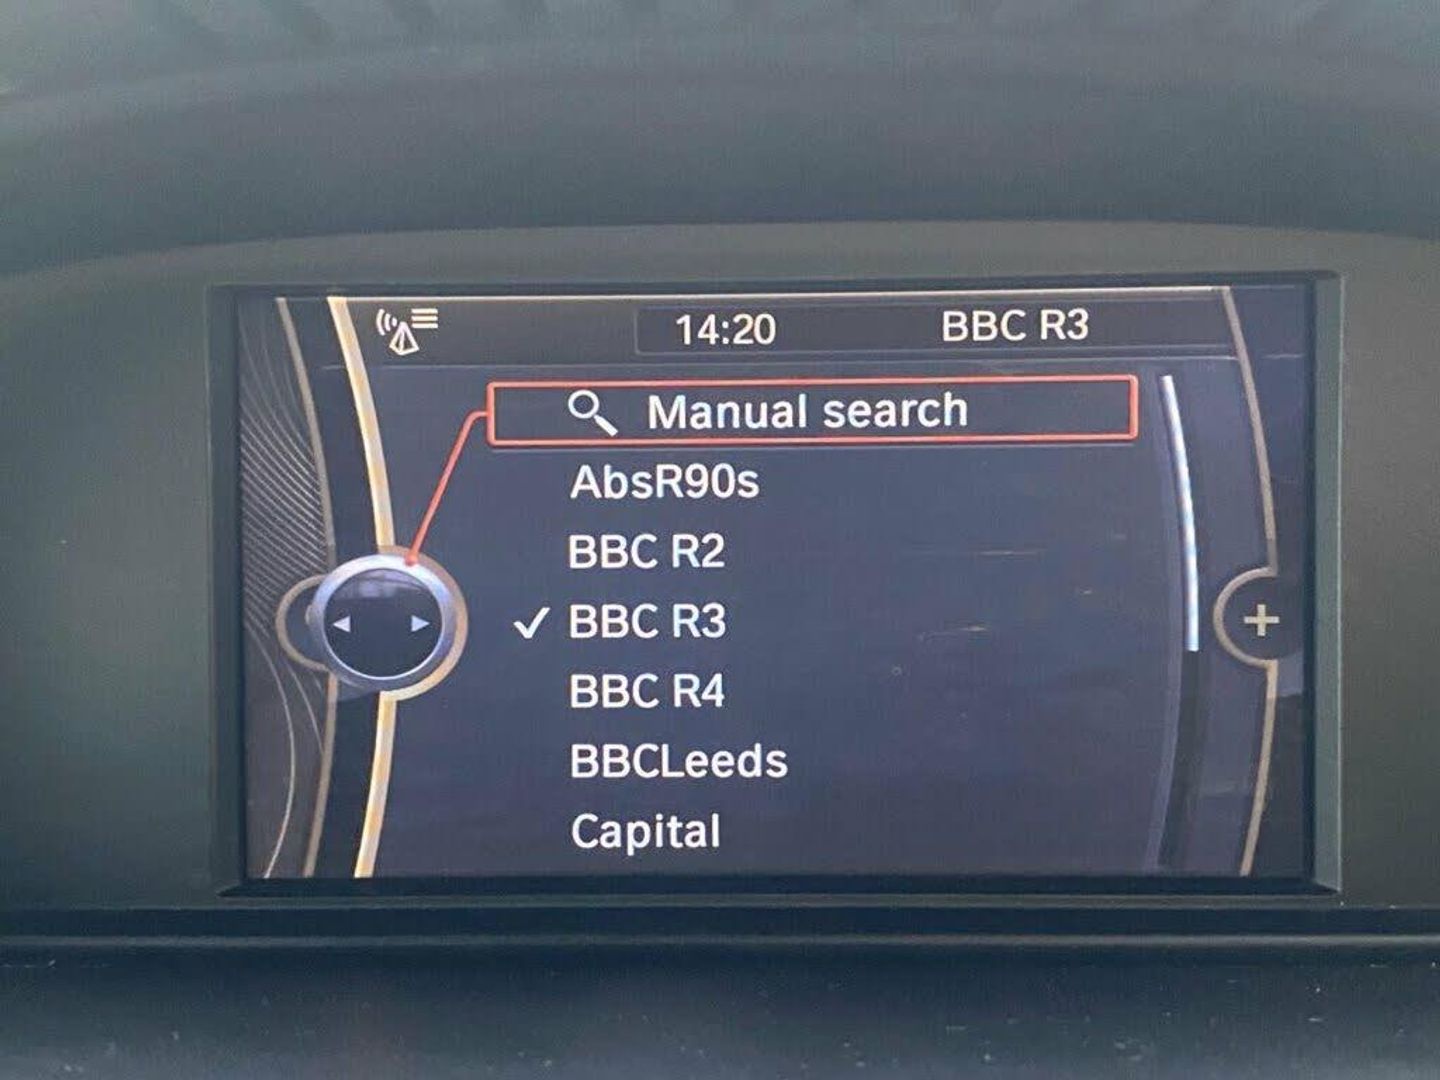 14:20 BBC R3
Manual search
AbsR90s
BBC R2
BBC R3
BBC R4
BBCLeeds
Capital